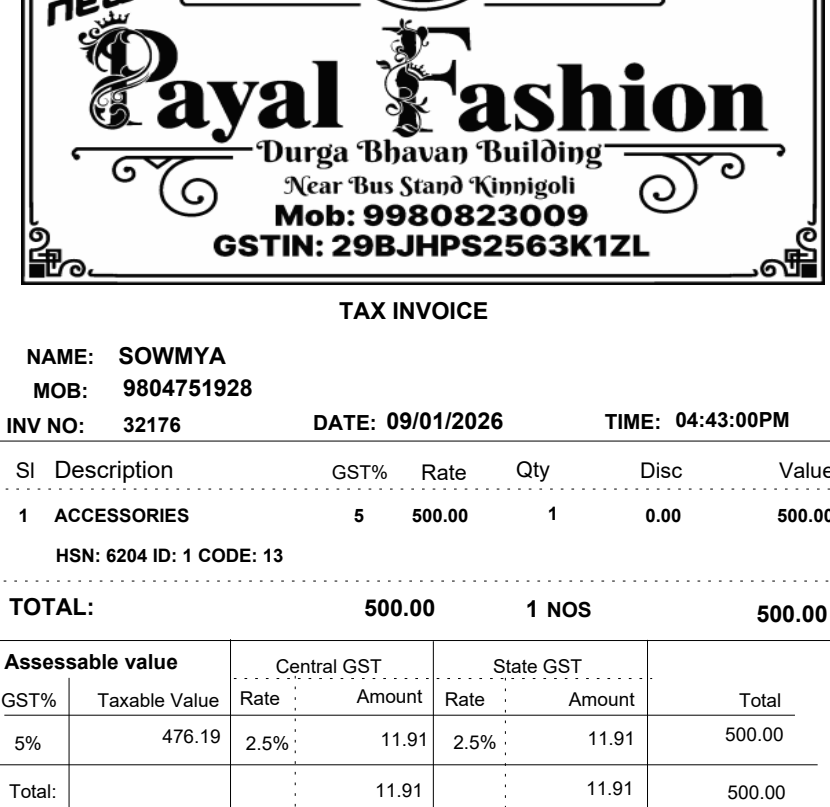 new
Payal Fashion
Durga Bhavan Building
Near Bus Stand Kinnigoli
Mob: 9980823009
GSTIN: 29BJHPS2563K1ZL
TAX INVOICE
NAME: SOWMYA
MOB: 9804751928
INV NO: 32176 DATE: 09/01/2026 TIME: 04:43:00PM
Sl Description GST% Rate Qty Disc Value
1 ACCESSORIES 5 500.00 1 0.00 500.00
HSN: 6204 ID: 1 CODE: 13
TOTAL: 500.00 1 NOS 500.00
Assessable value Central GST State GST
GST% Taxable Value Rate Amount Rate Amount Total
5% 476.19 2.5% 11.91 2.5% 11.91 500.00
Total: 11.91 11.91 500.00